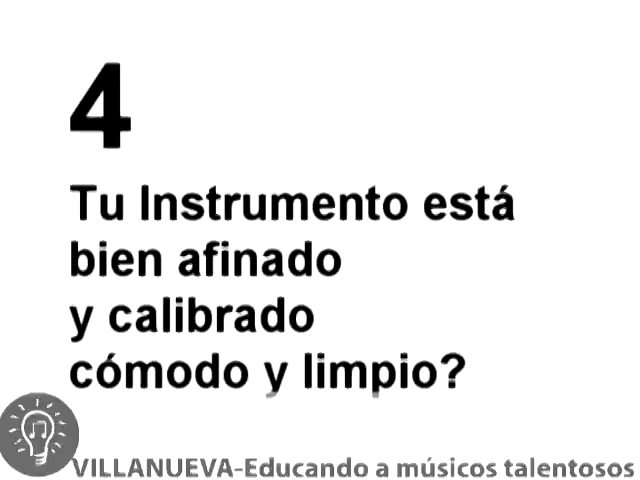 4
Tu Instrumento está
bien afinado
y calibrado
cómodo y limpio?
VILLANUEVA-Educando a músicos talentosos